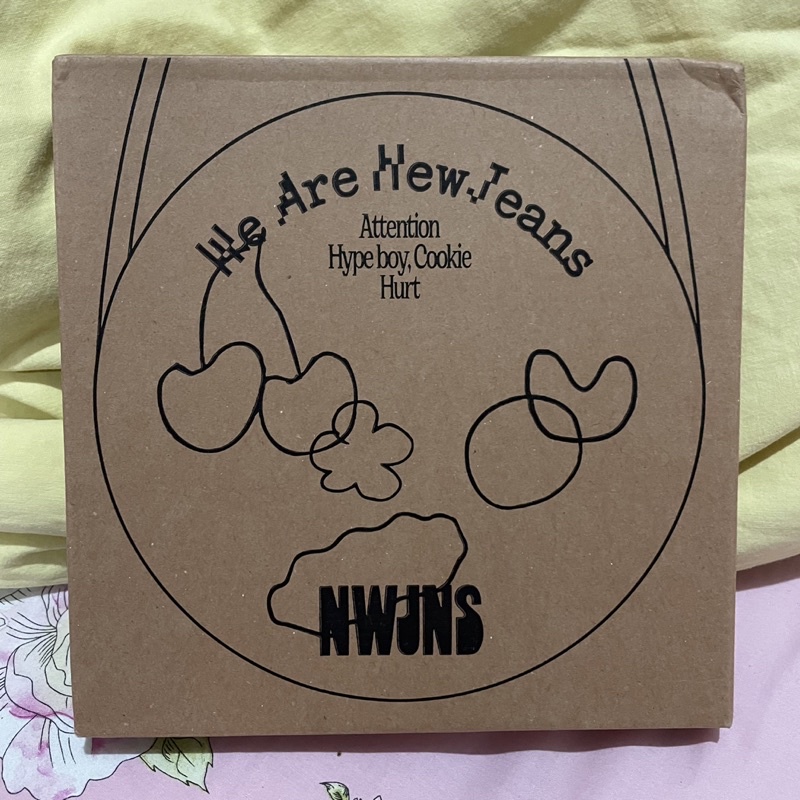 We Are NewJeans
Attention
Hype boy, Cookie
Hurt
NWJNS